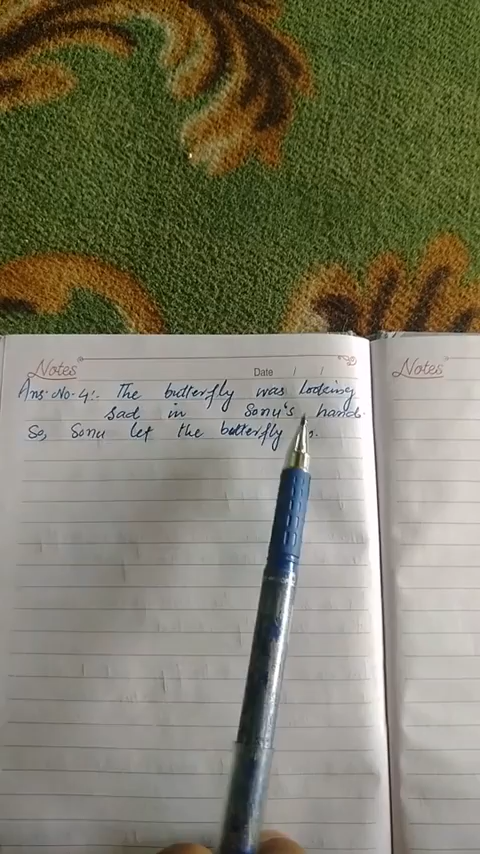 Notes
Date / /
Notes
Ans. No. 4:- The butterfly was looking
sad in Sonu's hand.
So, Sonu let the butterfly